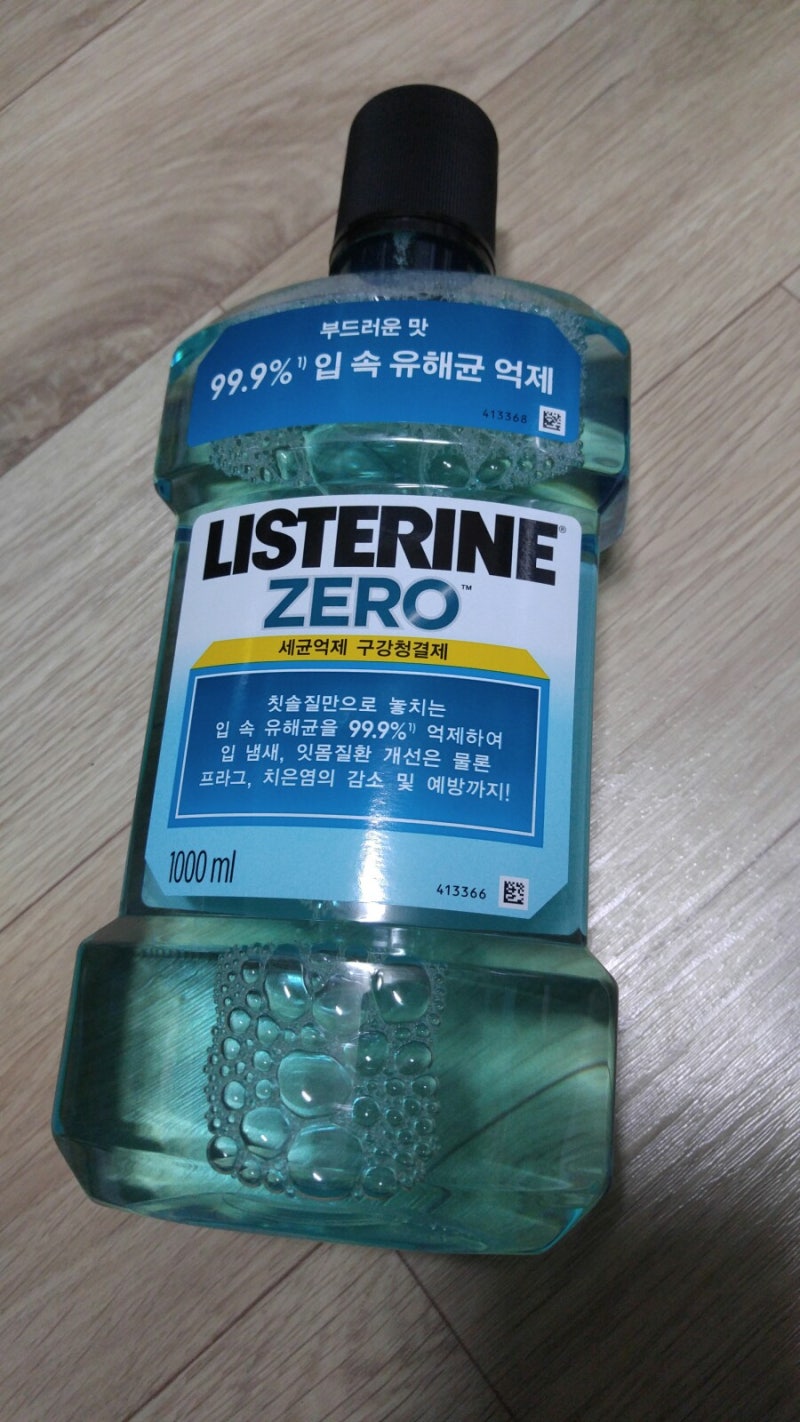 부드러운 맛
99.9%¹⁾ 입 속 유해균 억제
413368
LISTERINE®
ZERO™
세균억제 구강청결제
칫솔질만으로 놓치는
입 속 유해균을 99.9%¹⁾ 억제하여
입 냄새, 잇몸질환 개선은 물론
프라그, 치은염의 감소 및 예방까지!
1000 ml
413366